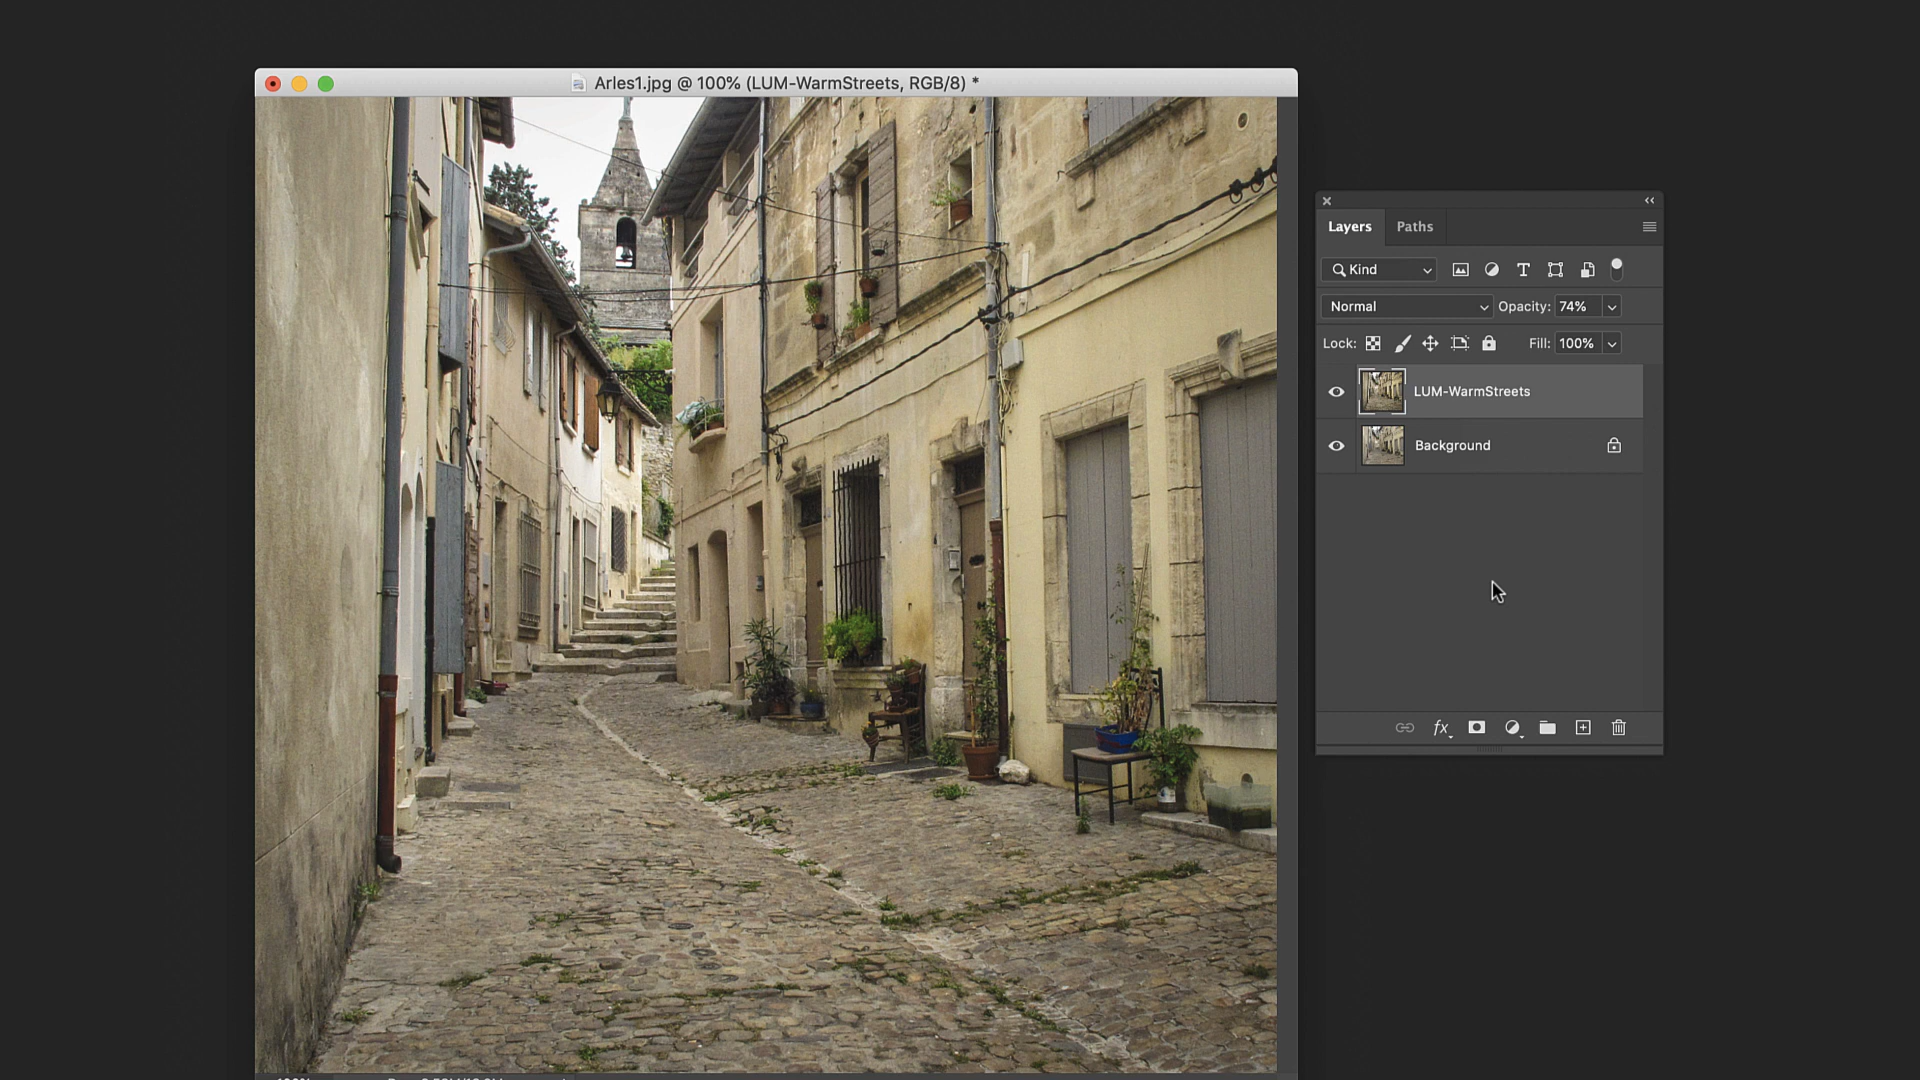 Arles1.jpg @ 100% (LUM-WarmStreets, RGB/8) *
Layers Paths
Kind
Normal Opacity: 74%
Lock: Fill: 100%
LUM-WarmStreets
Background
fx